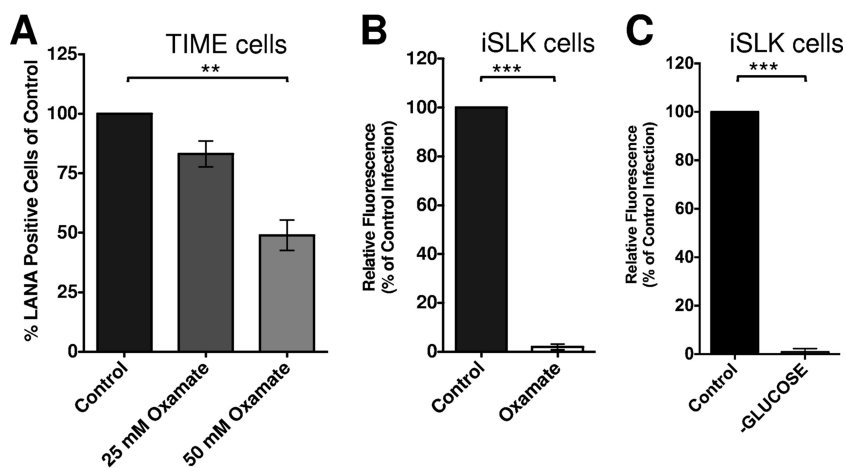 A
TIME cells
% LANA Positive Cells of Control
125
100
75
50
25
0
**
Control
25 mM Oxamate
50 mM Oxamate
B
iSLK cells
Relative Fluorescence
(% of Control Infection)
120
100
80
60
40
20
0
***
Control
Oxamate
C
iSLK cells
Relative Fluorescence
(% of Control Infection)
120
100
80
60
40
20
0
***
Control
-GLUCOSE